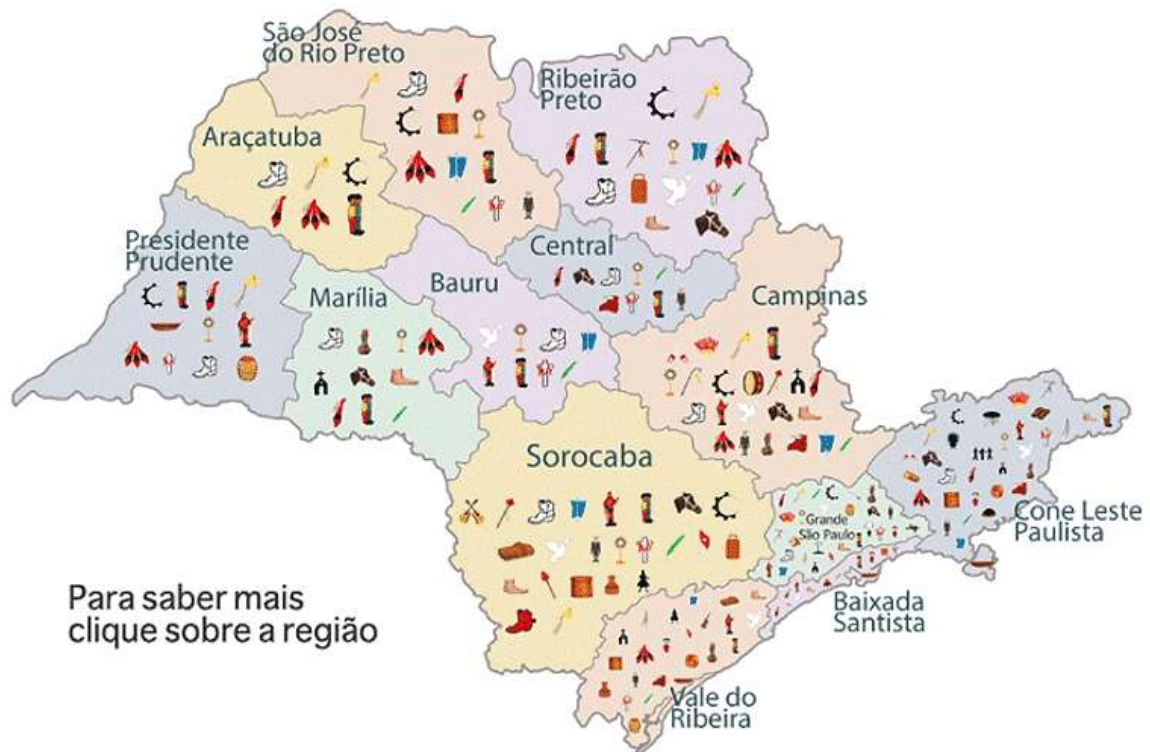 São José
do Rio Preto
Ribeirão
Preto
Araçatuba
Presidente
Prudente
Marília
Bauru
Central
Campinas
Sorocaba
Grande
São Paulo
Cone Leste
Paulista
Baixada
Santista
Vale do
Ribeira
Para saber mais
clique sobre a região